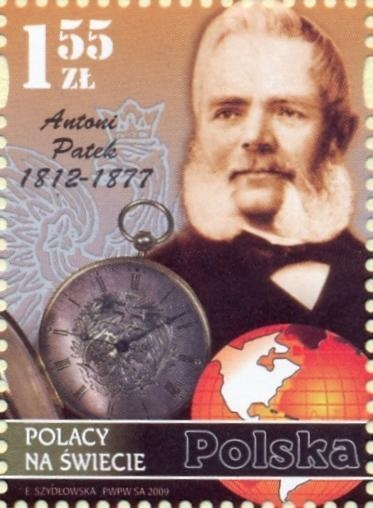 1 55
ZŁ
Antoni
Patek
1812-1877
POLACY
NA ŚWIECIE
Polska
E. SZYDŁOWSKA PWPW SA 2009